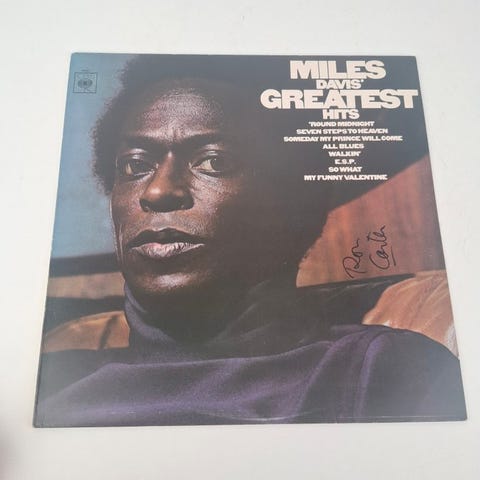 CBS
MILES
DAVIS'
GREATEST
HITS
'ROUND MIDNIGHT
SEVEN STEPS TO HEAVEN
SOMEDAY MY PRINCE WILL COME
ALL BLUES
WALKIN'
E.S.P.
SO WHAT
MY FUNNY VALENTINE
Ron
Carter